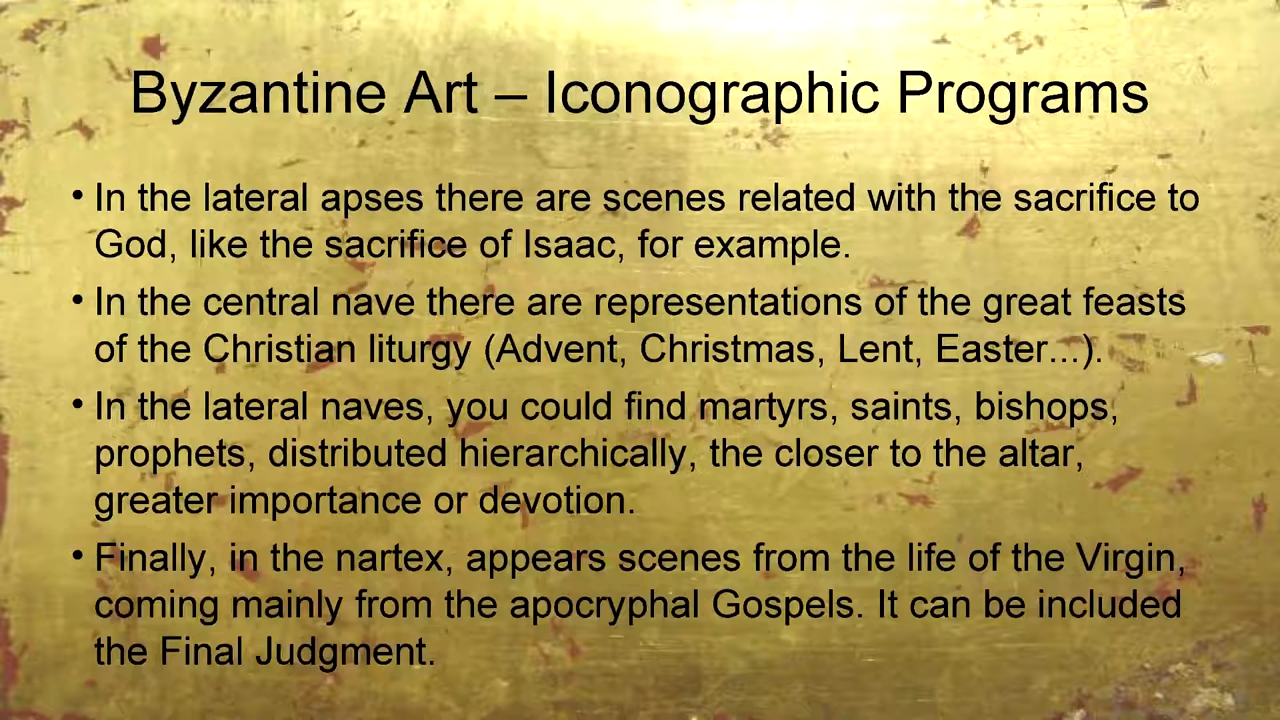 Byzantine Art – Iconographic Programs
• In the lateral apses there are scenes related with the sacrifice to
God, like the sacrifice of Isaac, for example.
• In the central nave there are representations of the great feasts
of the Christian liturgy (Advent, Christmas, Lent, Easter...).
• In the lateral naves, you could find martyrs, saints, bishops,
prophets, distributed hierarchically, the closer to the altar,
greater importance or devotion.
• Finally, in the nartex, appears scenes from the life of the Virgin,
coming mainly from the apocryphal Gospels. It can be included
the Final Judgment.